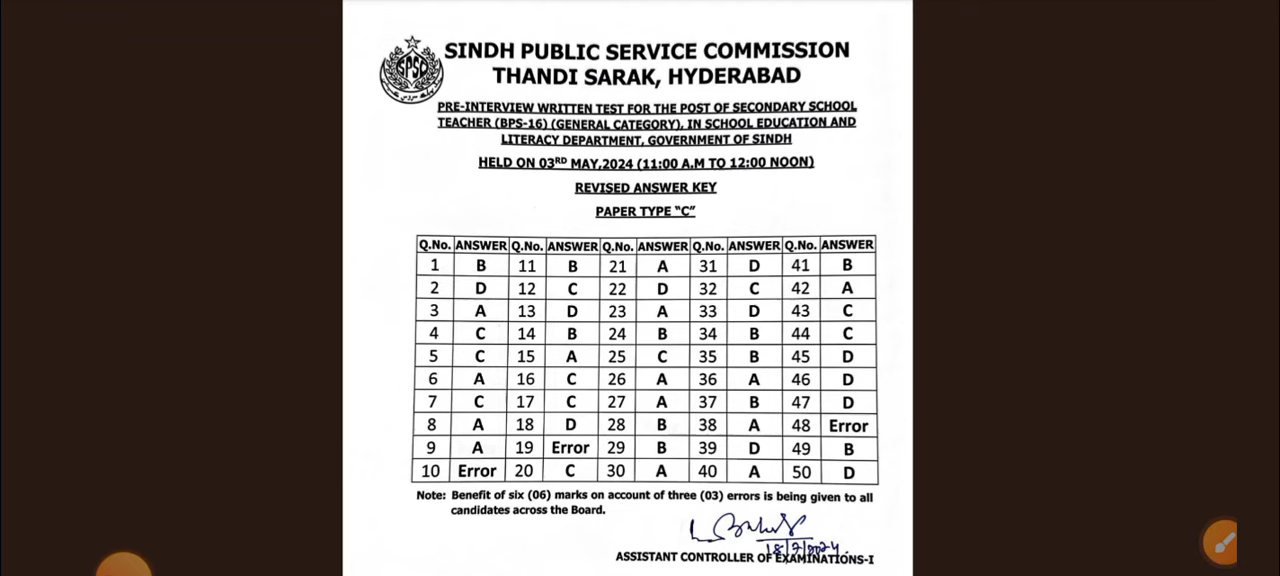 SPSC
SINDH PUBLIC SERVICE COMMISSION
THANDI SARAK, HYDERABAD
PRE-INTERVIEW WRITTEN TEST FOR THE POST OF SECONDARY SCHOOL
TEACHER (BPS-16) (GENERAL CATEGORY), IN SCHOOL EDUCATION AND
LITERACY DEPARTMENT, GOVERNMENT OF SINDH
HELD ON 03RD MAY,2024 (11:00 A.M TO 12:00 NOON)
REVISED ANSWER KEY
PAPER TYPE "C"
Q.No. ANSWER Q.No. ANSWER Q.No. ANSWER Q.No. ANSWER Q.No. ANSWER
1 B 11 B 21 A 31 D 41 B
2 D 12 C 22 D 32 C 42 A
3 A 13 D 23 A 33 D 43 C
4 C 14 B 24 B 34 B 44 C
5 C 15 A 25 C 35 B 45 D
6 A 16 C 26 A 36 A 46 D
7 C 17 C 27 A 37 B 47 D
8 A 18 D 28 B 38 A 48 Error
9 A 19 Error 29 B 39 D 49 B
10 Error 20 C 30 A 40 A 50 D
Note: Benefit of six (06) marks on account of three (03) errors is being given to all
candidates across the Board.
ASSISTANT CONTROLLER OF EXAMINATIONS-I